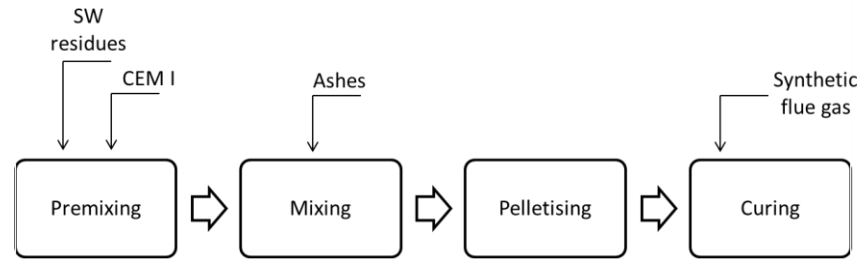 SW
residues
CEM I
Ashes
Synthetic
flue gas
Premixing
Mixing
Pelletising
Curing